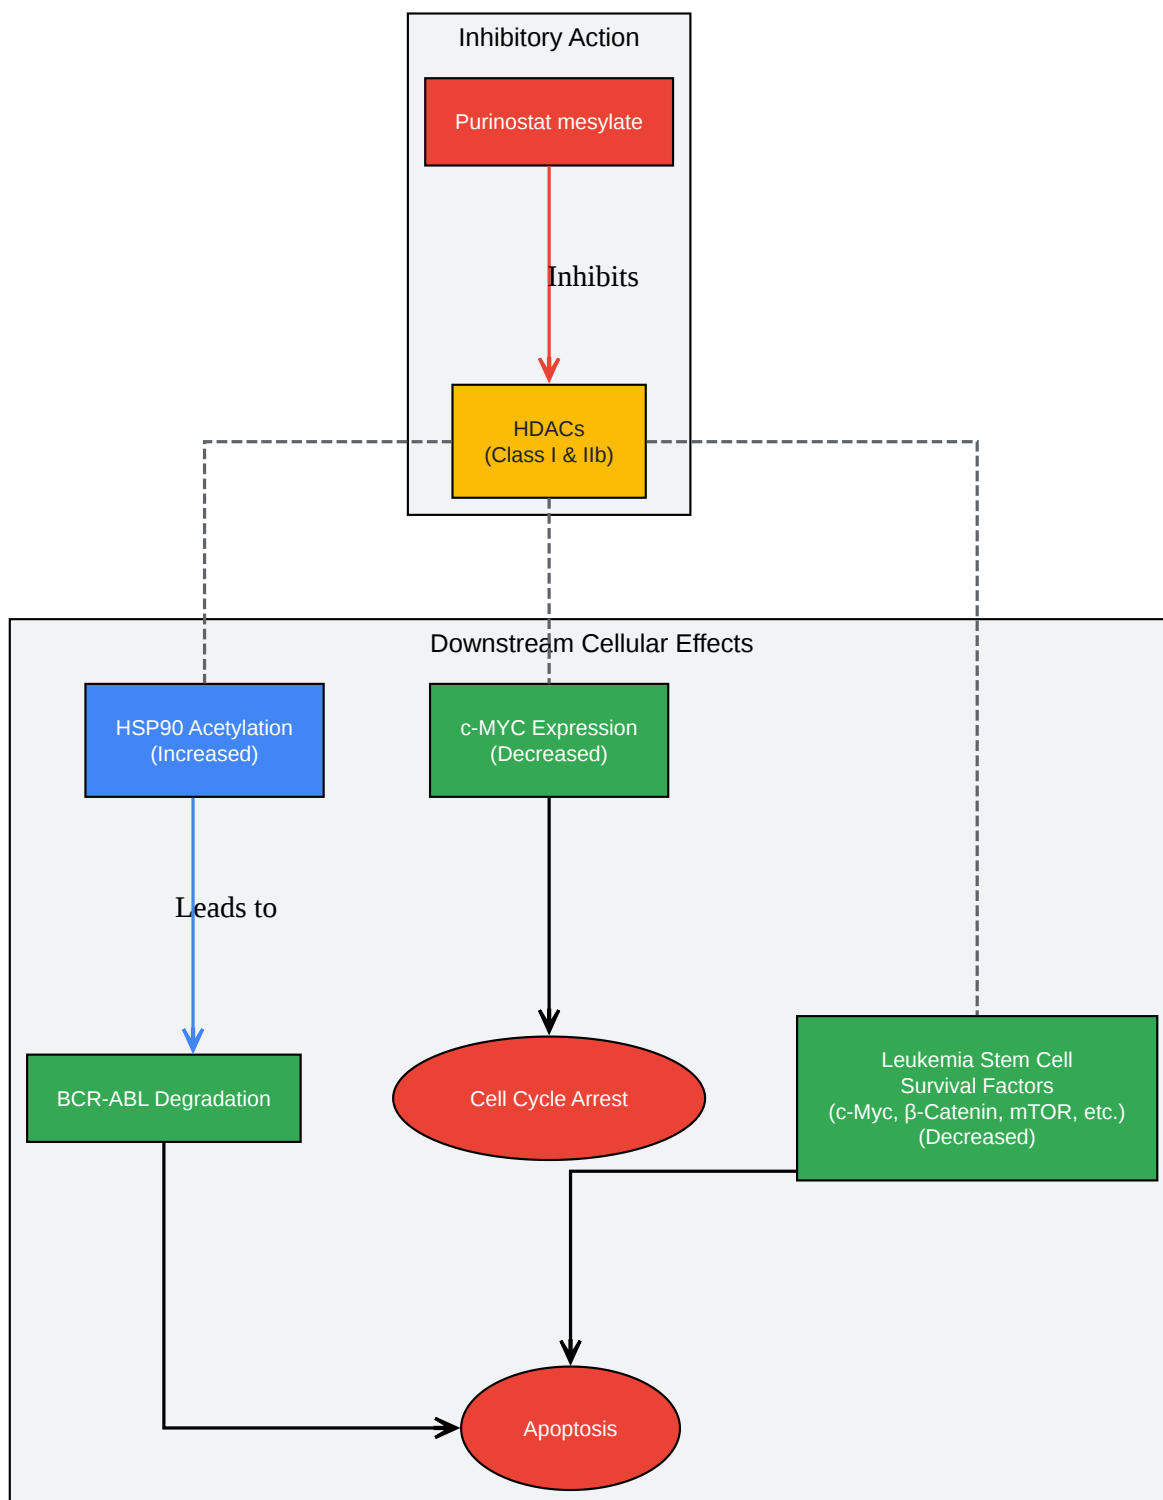 Inhibitory Action
Purinostat mesylate
Inhibits
HDACs
(Class I & IIb)
Downstream Cellular Effects
HSP90 Acetylation
(Increased)
c-MYC Expression
(Decreased)
Leads to
BCR-ABL Degradation
Cell Cycle Arrest
Leukemia Stem Cell
Survival Factors
(c-Myc, β-Catenin, mTOR, etc.)
(Decreased)
Apoptosis